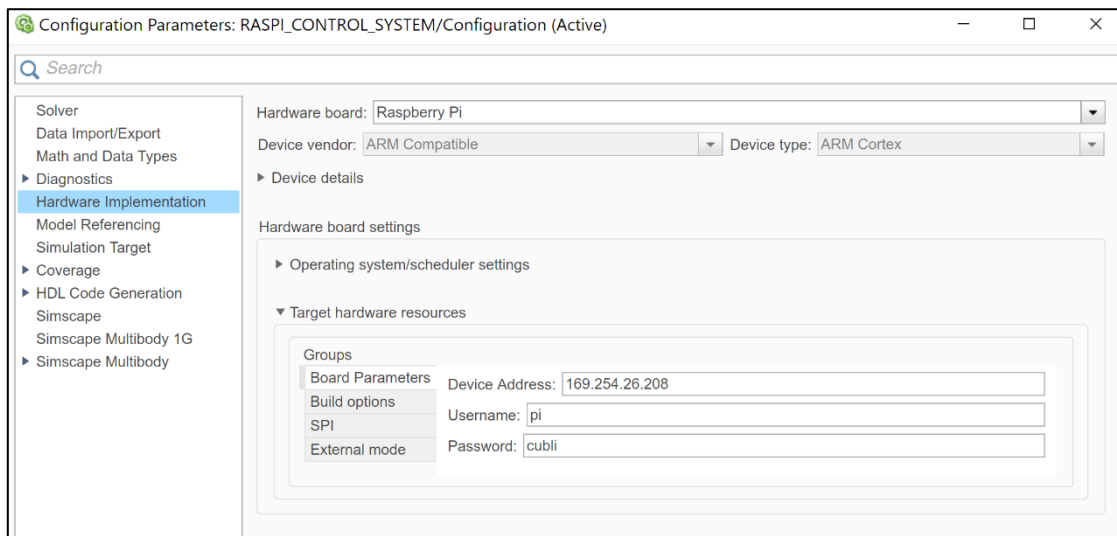 Configuration Parameters: RASPI_CONTROL_SYSTEM/Configuration (Active)
Search
Solver
Data Import/Export
Math and Data Types
Diagnostics
Hardware Implementation
Model Referencing
Simulation Target
Coverage
HDL Code Generation
Simscape
Simscape Multibody 1G
Simscape Multibody
Hardware board: Raspberry Pi
Device vendor: ARM Compatible Device type: ARM Cortex
Device details
Hardware board settings
Operating system/scheduler settings
Target hardware resources
Groups
Board Parameters
Build options
SPI
External mode
Device Address: 169.254.26.208
Username: pi
Password: cubli